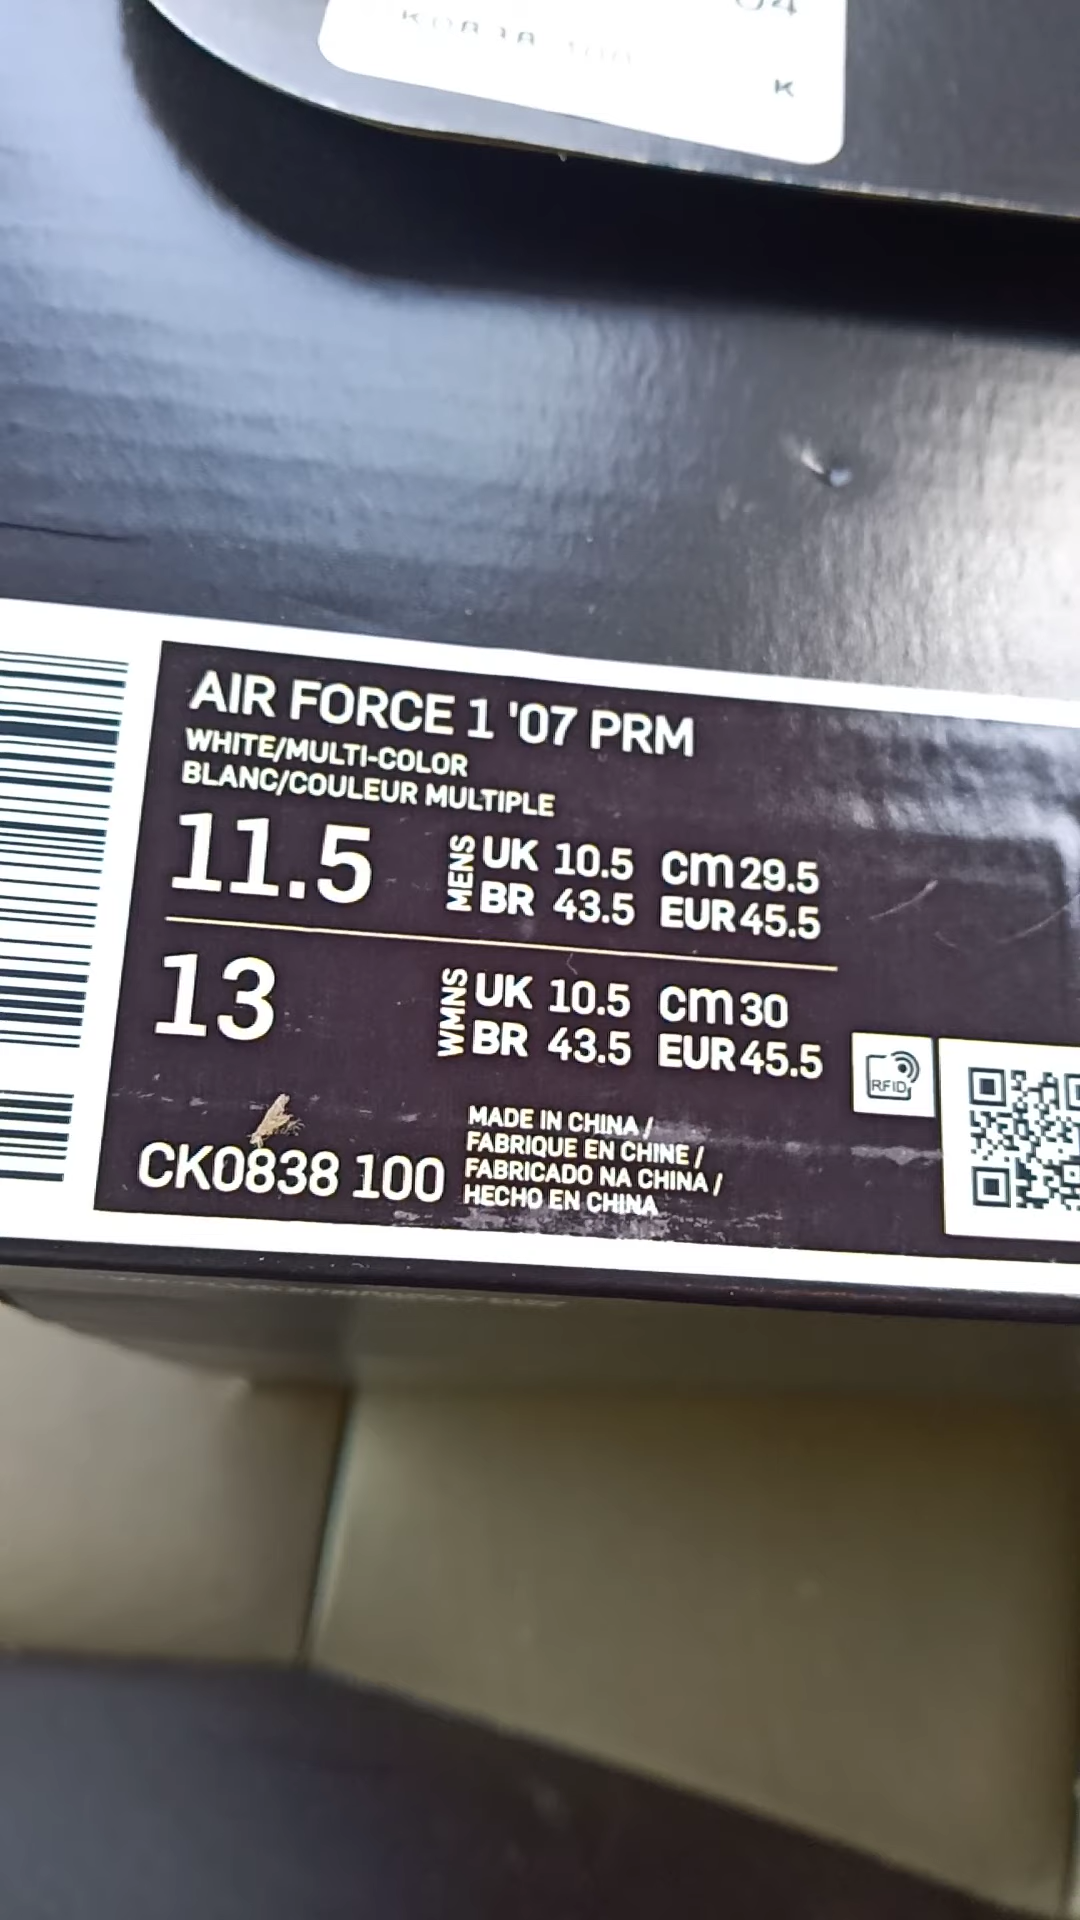 K
AIR FORCE 1 '07 PRM
WHITE/MULTI-COLOR
BLANC/COULEUR MULTIPLE
11.5 MENS UK 10.5 cm 29.5
BR 43.5 EUR 45.5
13 WMNS UK 10.5 cm 30
BR 43.5 EUR 45.5
RFID
MADE IN CHINA /
FABRIQUE EN CHINE /
FABRICADO NA CHINA /
HECHO EN CHINA
CK0838 100